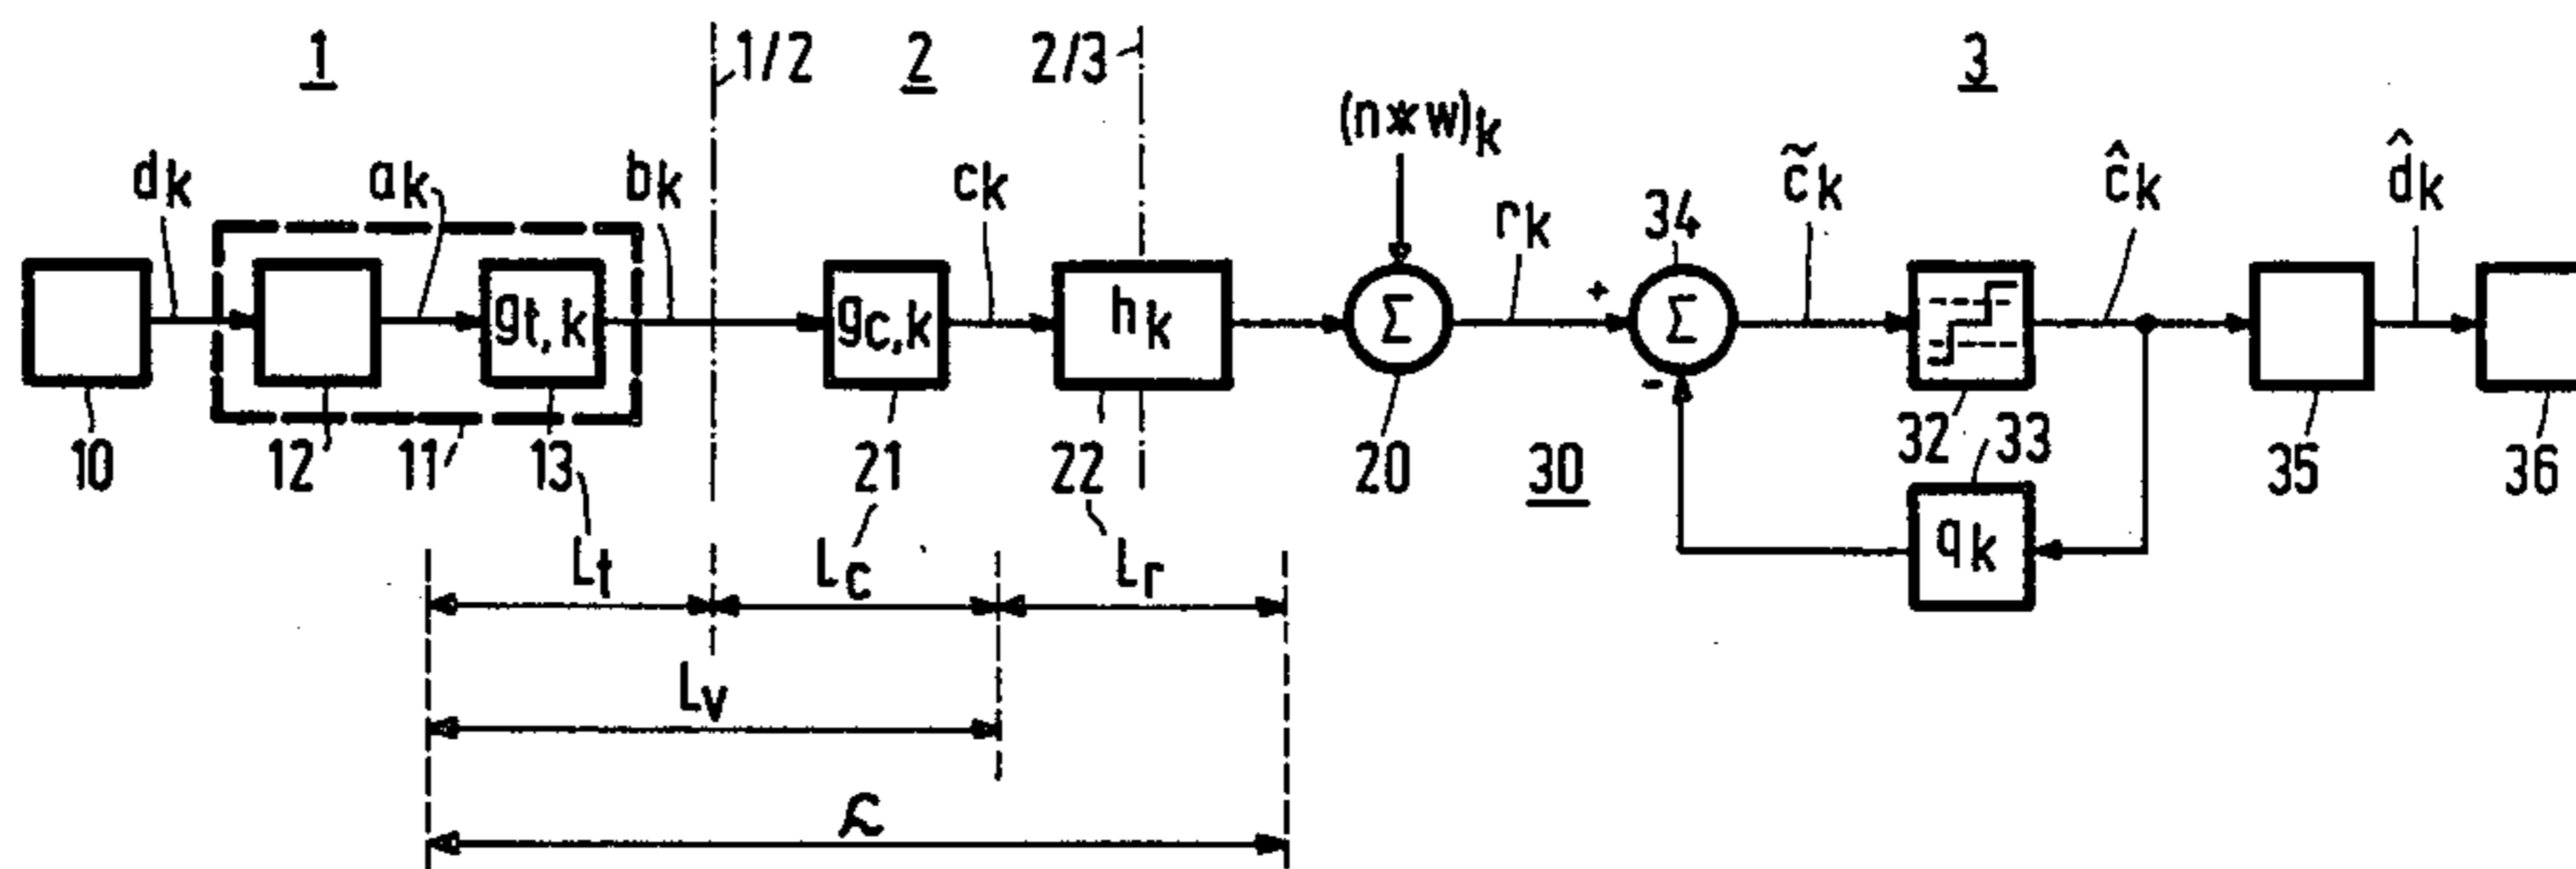 1
1/2
2
2/3
3
(n*w)k
dk
ak
bk
ck
rk
34
c̃k
ĉk
d̂k
gt,k
gc,k
hk
Σ
+
Σ
-
10
12
11
13
21
22
20
30
32
33
35
36
qk
Lt
Lc
Lr
Lv
ℒ